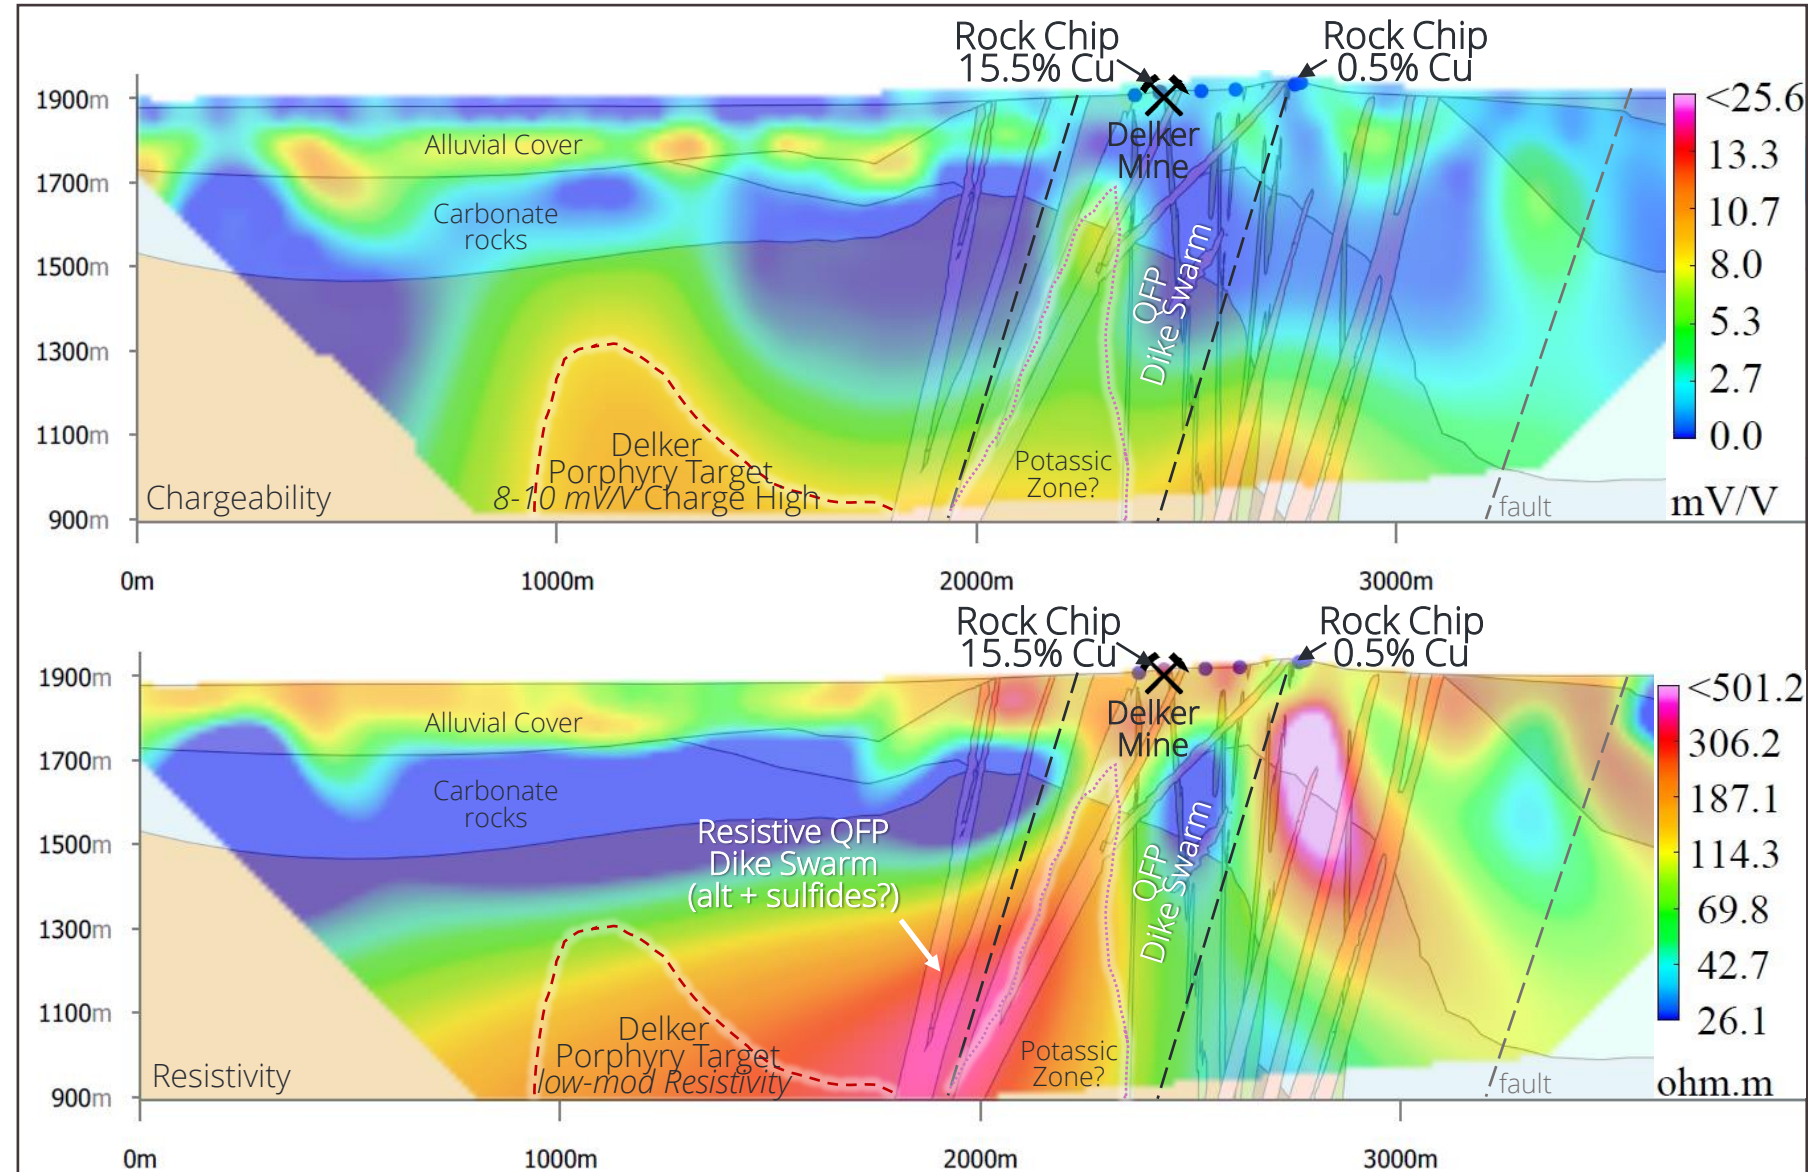 Rock Chip
15.5% Cu
Rock Chip
0.5% Cu
1900m
1700m
1500m
1300m
1100m
900m
Alluvial Cover
Carbonate
rocks
Delker
Mine
QFP
Dike Swarm
Delker
Porphyry Target
8-10 mV/V Charge High
Potassic
Zone?
Chargeability
fault
<25.6
13.3
10.7
8.0
5.3
2.7
0.0
mV/V
0m
1000m
2000m
3000m
Rock Chip
15.5% Cu
Rock Chip
0.5% Cu
1900m
1700m
1500m
1300m
1100m
900m
Alluvial Cover
Carbonate
rocks
Delker
Mine
Resistive QFP
Dike Swarm
(alt + sulfides?)
QFP
Dike Swarm
Delker
Porphyry Target
low-mod Resistivity
Potassic
Zone?
Resistivity
fault
<501.2
306.2
187.1
114.3
69.8
42.7
26.1
ohm.m
0m
1000m
2000m
3000m